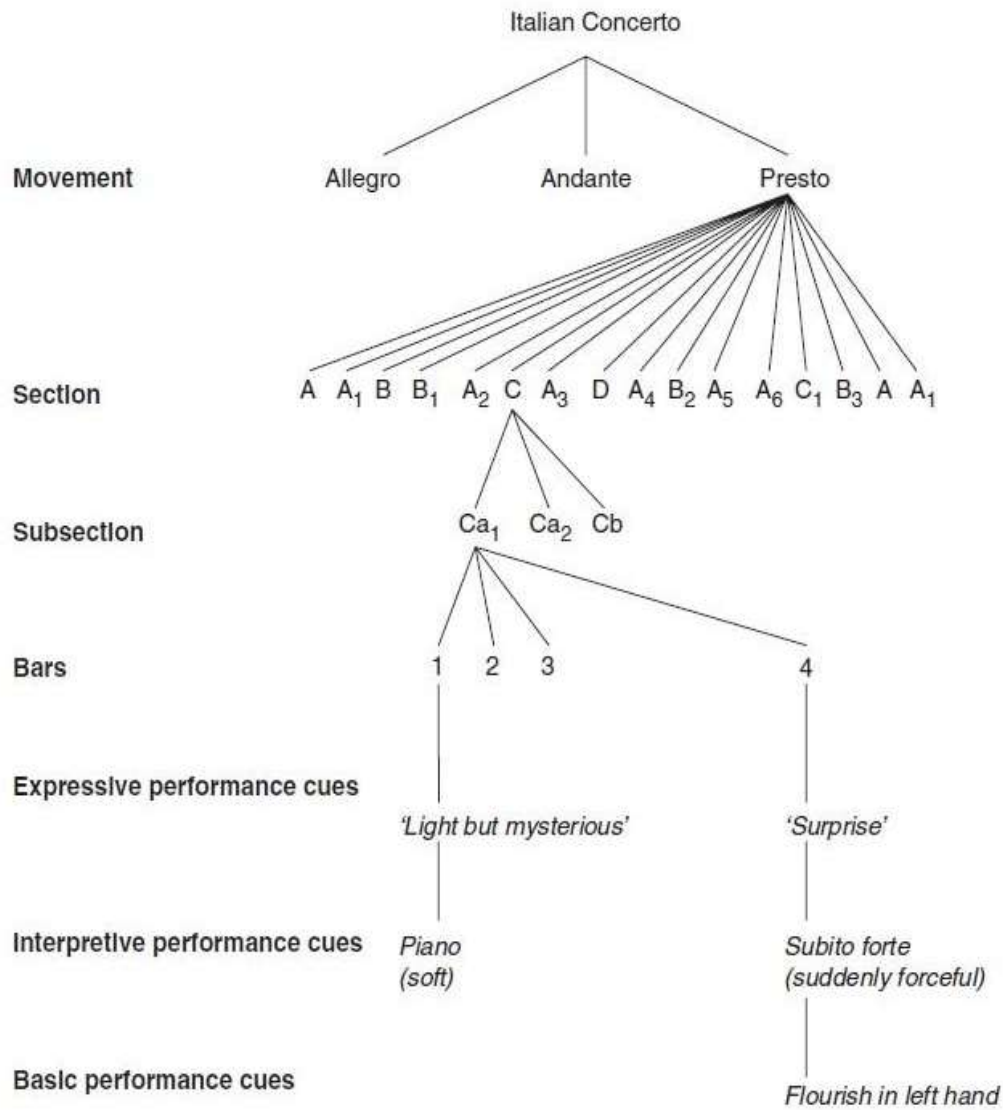 Italian Concerto
Movement Allegro Andante Presto
Section A A₁ B B₁ A₂ C A₃ D A₄ B₂ A₅ A₆ C₁ B₃ A A₁
Subsection Ca₁ Ca₂ Cb
Bars 1 2 3 4
Expressive performance cues
‘Light but mysterious’ ‘Surprise’
Interpretive performance cues Piano Subito forte
(soft) (suddenly forceful)
Basic performance cues
Flourish in left hand